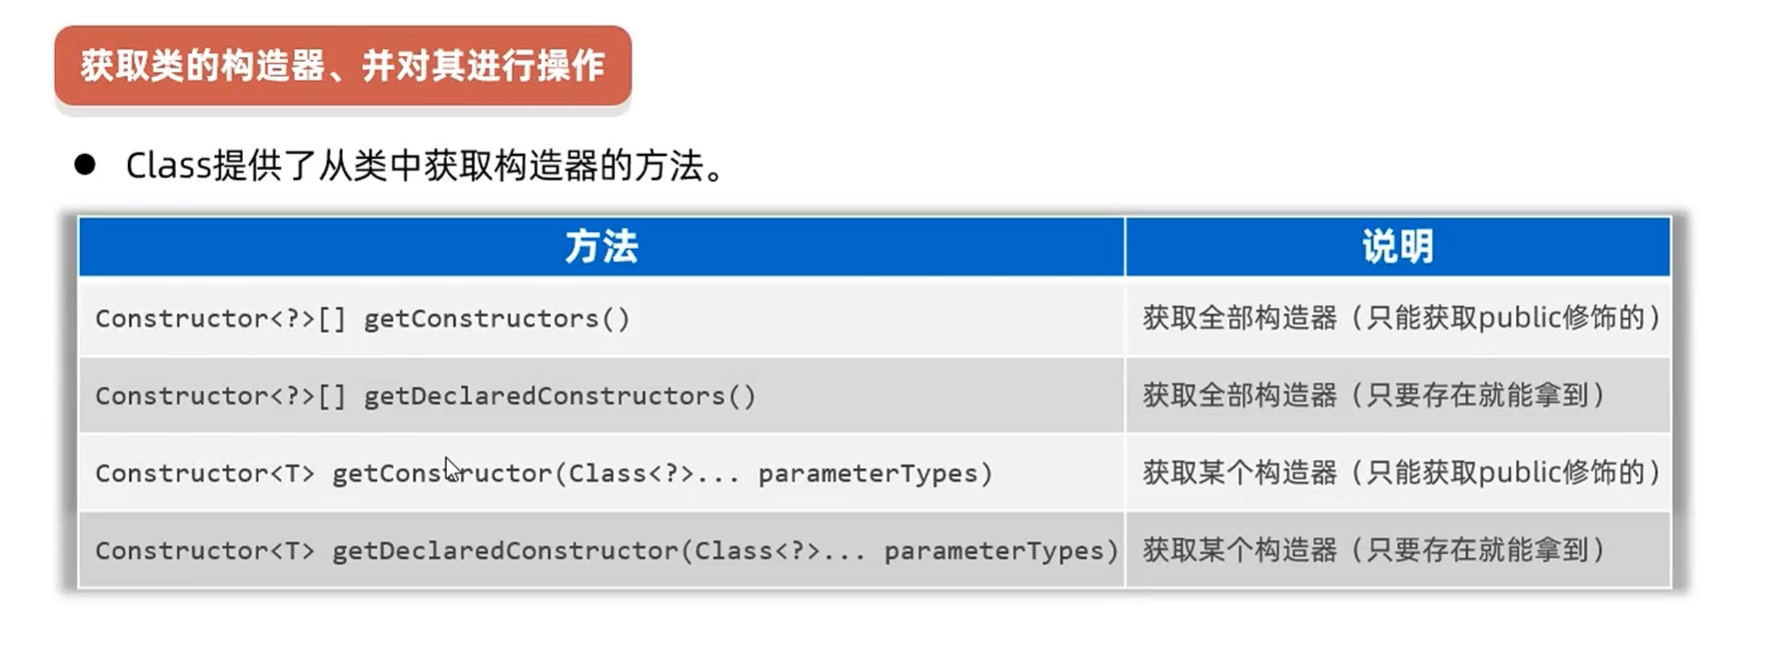 获取类的构造器、并对其进行操作
● Class提供了从类中获取构造器的方法。
方法 说明
Constructor<?>[] getConstructors() 获取全部构造器（只能获取public修饰的）
Constructor<?>[] getDeclaredConstructors() 获取全部构造器（只要存在就能拿到）
Constructor<T> getConstructor(Class<?>... parameterTypes) 获取某个构造器（只能获取public修饰的）
Constructor<T> getDeclaredConstructor(Class<?>... parameterTypes) 获取某个构造器（只要存在就能拿到）